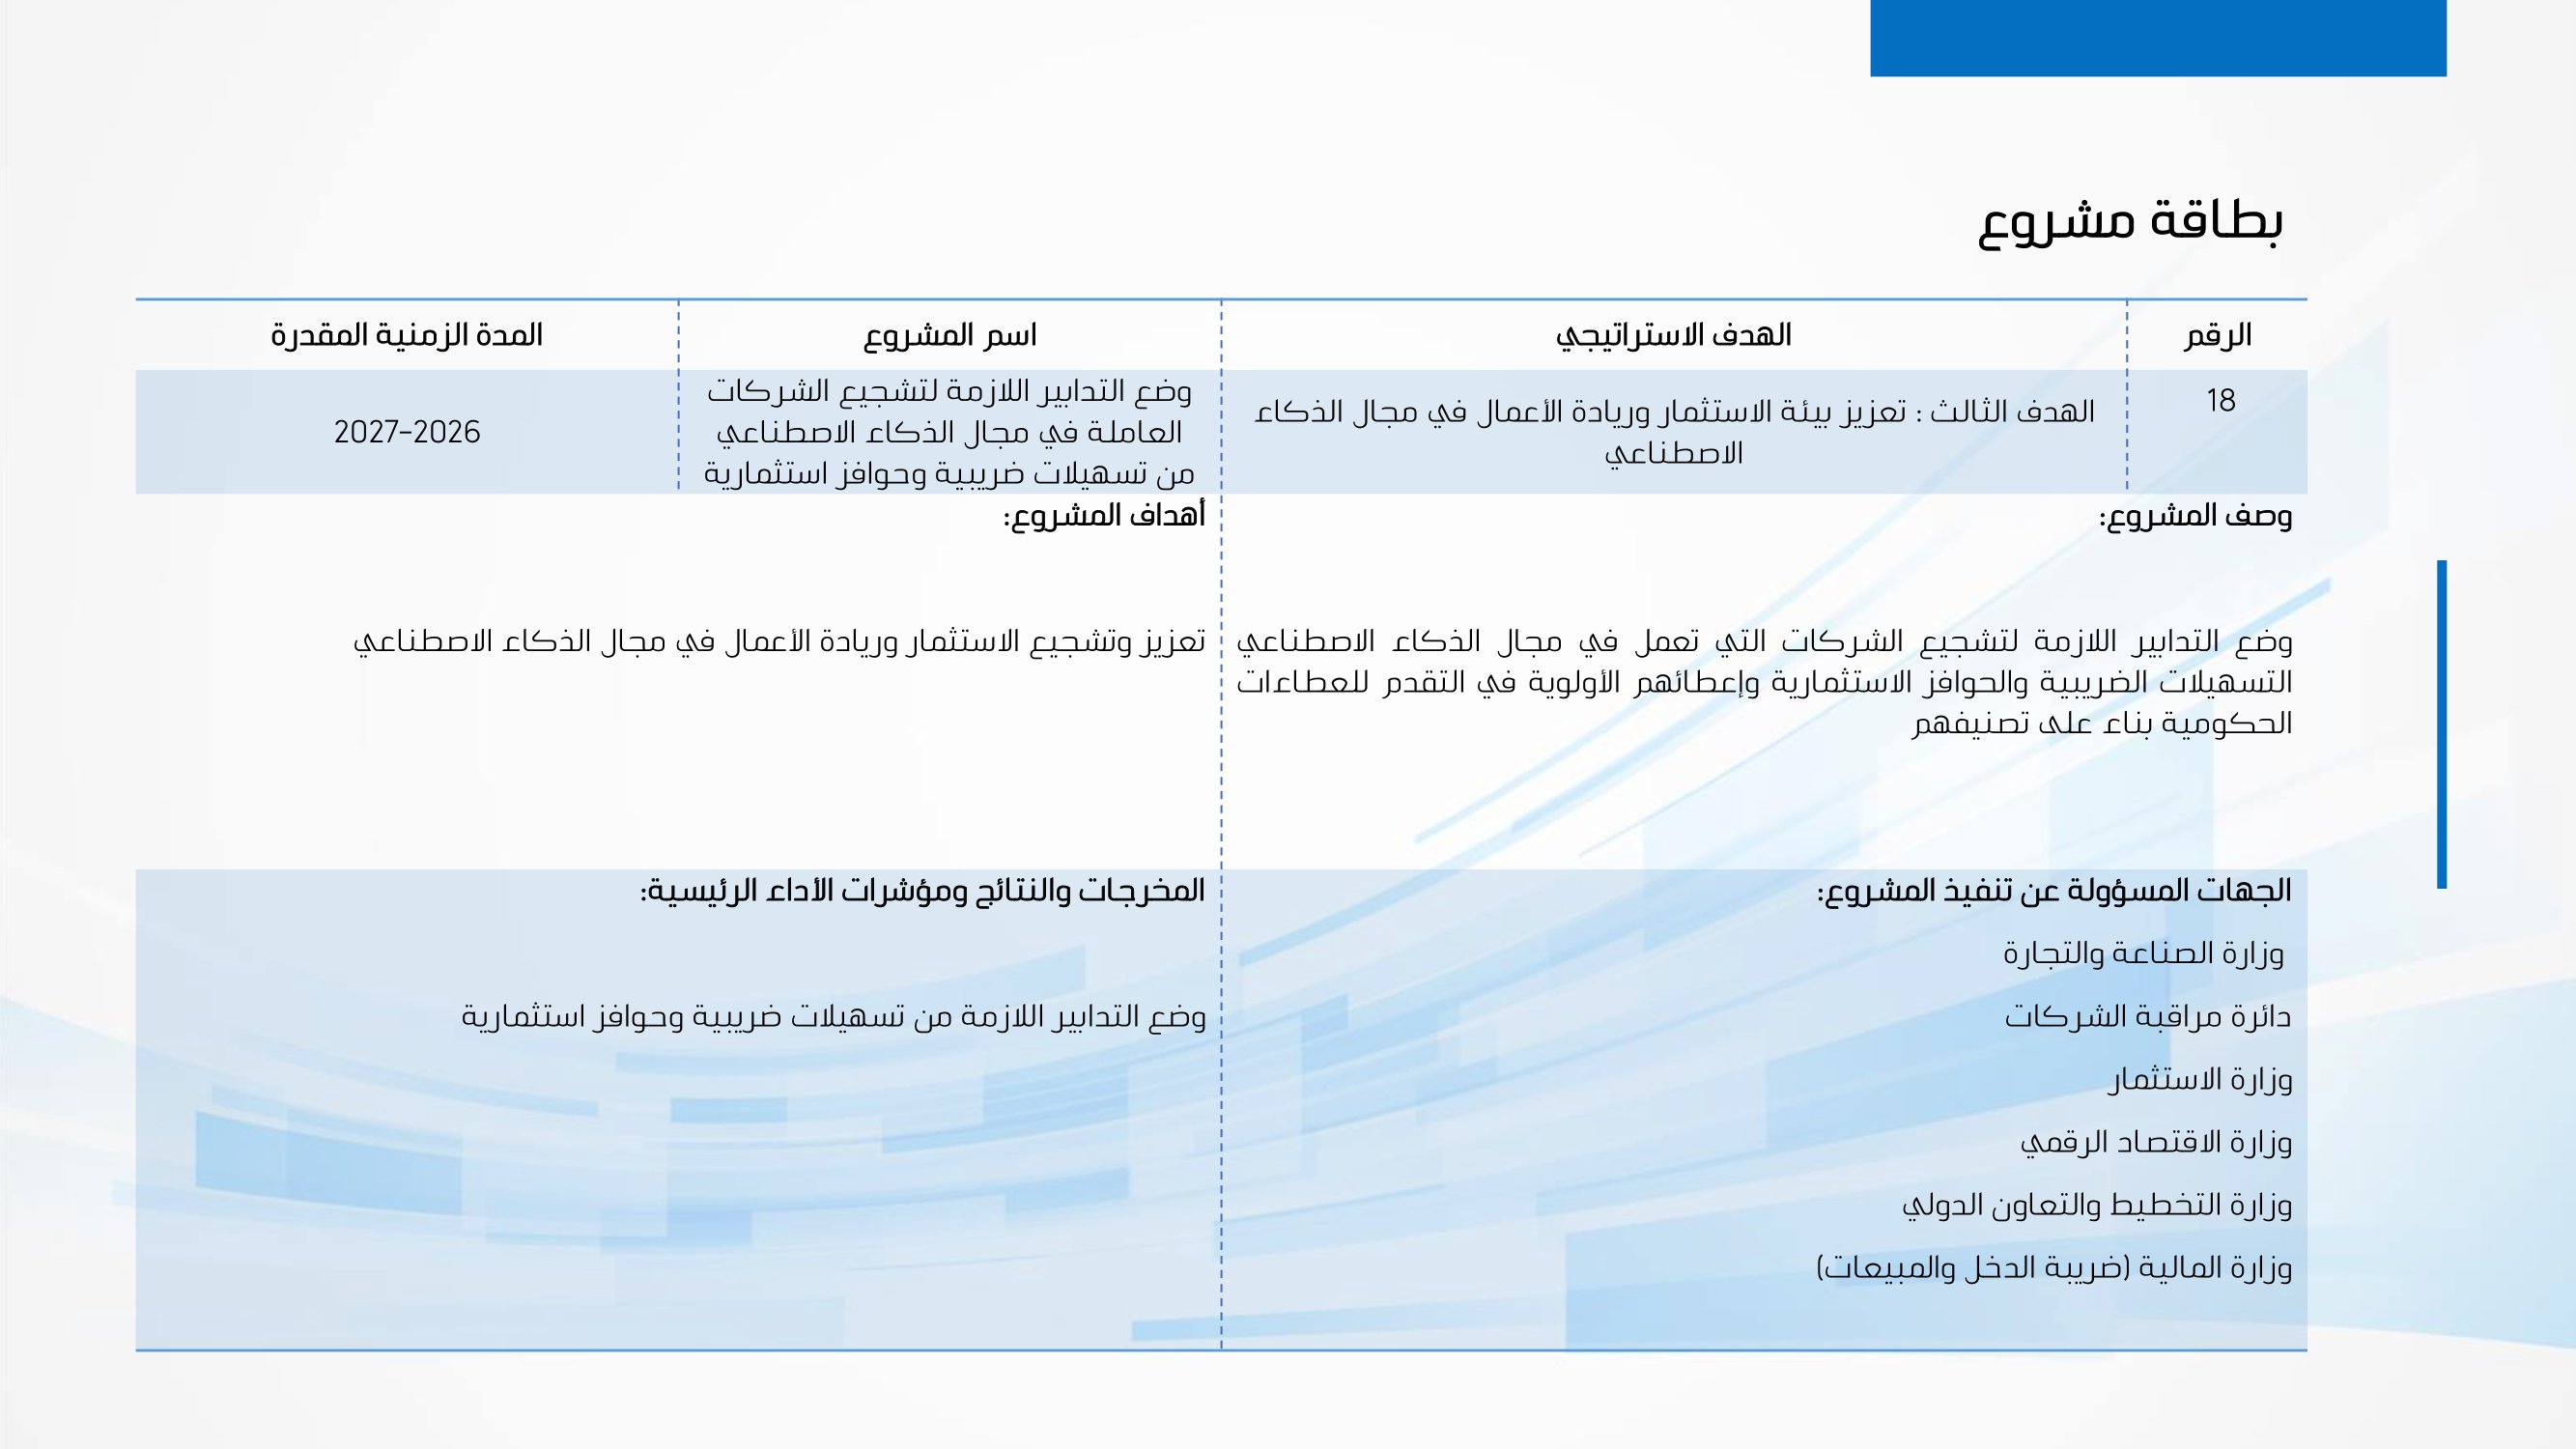 بطاقة مشروع
الرقم
الهدف الاستراتيجي
اسم المشروع
المدة الزمنية المقدرة
18
الهدف الثالث : تعزيز بيئة الاستثمار وريادة الأعمال في مجال الذكاء
الاصطناعي
وضع التدابير اللازمة لتشجيع الشركات
العاملة في مجال الذكاء الاصطناعي
من تسهيلات ضريبية وحوافز استثمارية
2026-2027
وصف المشروع:
وضع التدابير اللازمة لتشجيع الشركات التي تعمل في مجال الذكاء الاصطناعي
التسهيلات الضريبية والحوافز الاستثمارية وإعطائهم الأولوية في التقدم للعطاءات
الحكومية بناء على تصنيفهم
أهداف المشروع:
تعزيز وتشجيع الاستثمار وريادة الأعمال في مجال الذكاء الاصطناعي
الجهات المسؤولة عن تنفيذ المشروع:
وزارة الصناعة والتجارة
دائرة مراقبة الشركات
وزارة الاستثمار
وزارة الاقتصاد الرقمي
وزارة التخطيط والتعاون الدولي
وزارة المالية (ضريبة الدخل والمبيعات)
المخرجات والنتائج ومؤشرات الأداء الرئيسية:
وضع التدابير اللازمة من تسهيلات ضريبية وحوافز استثمارية